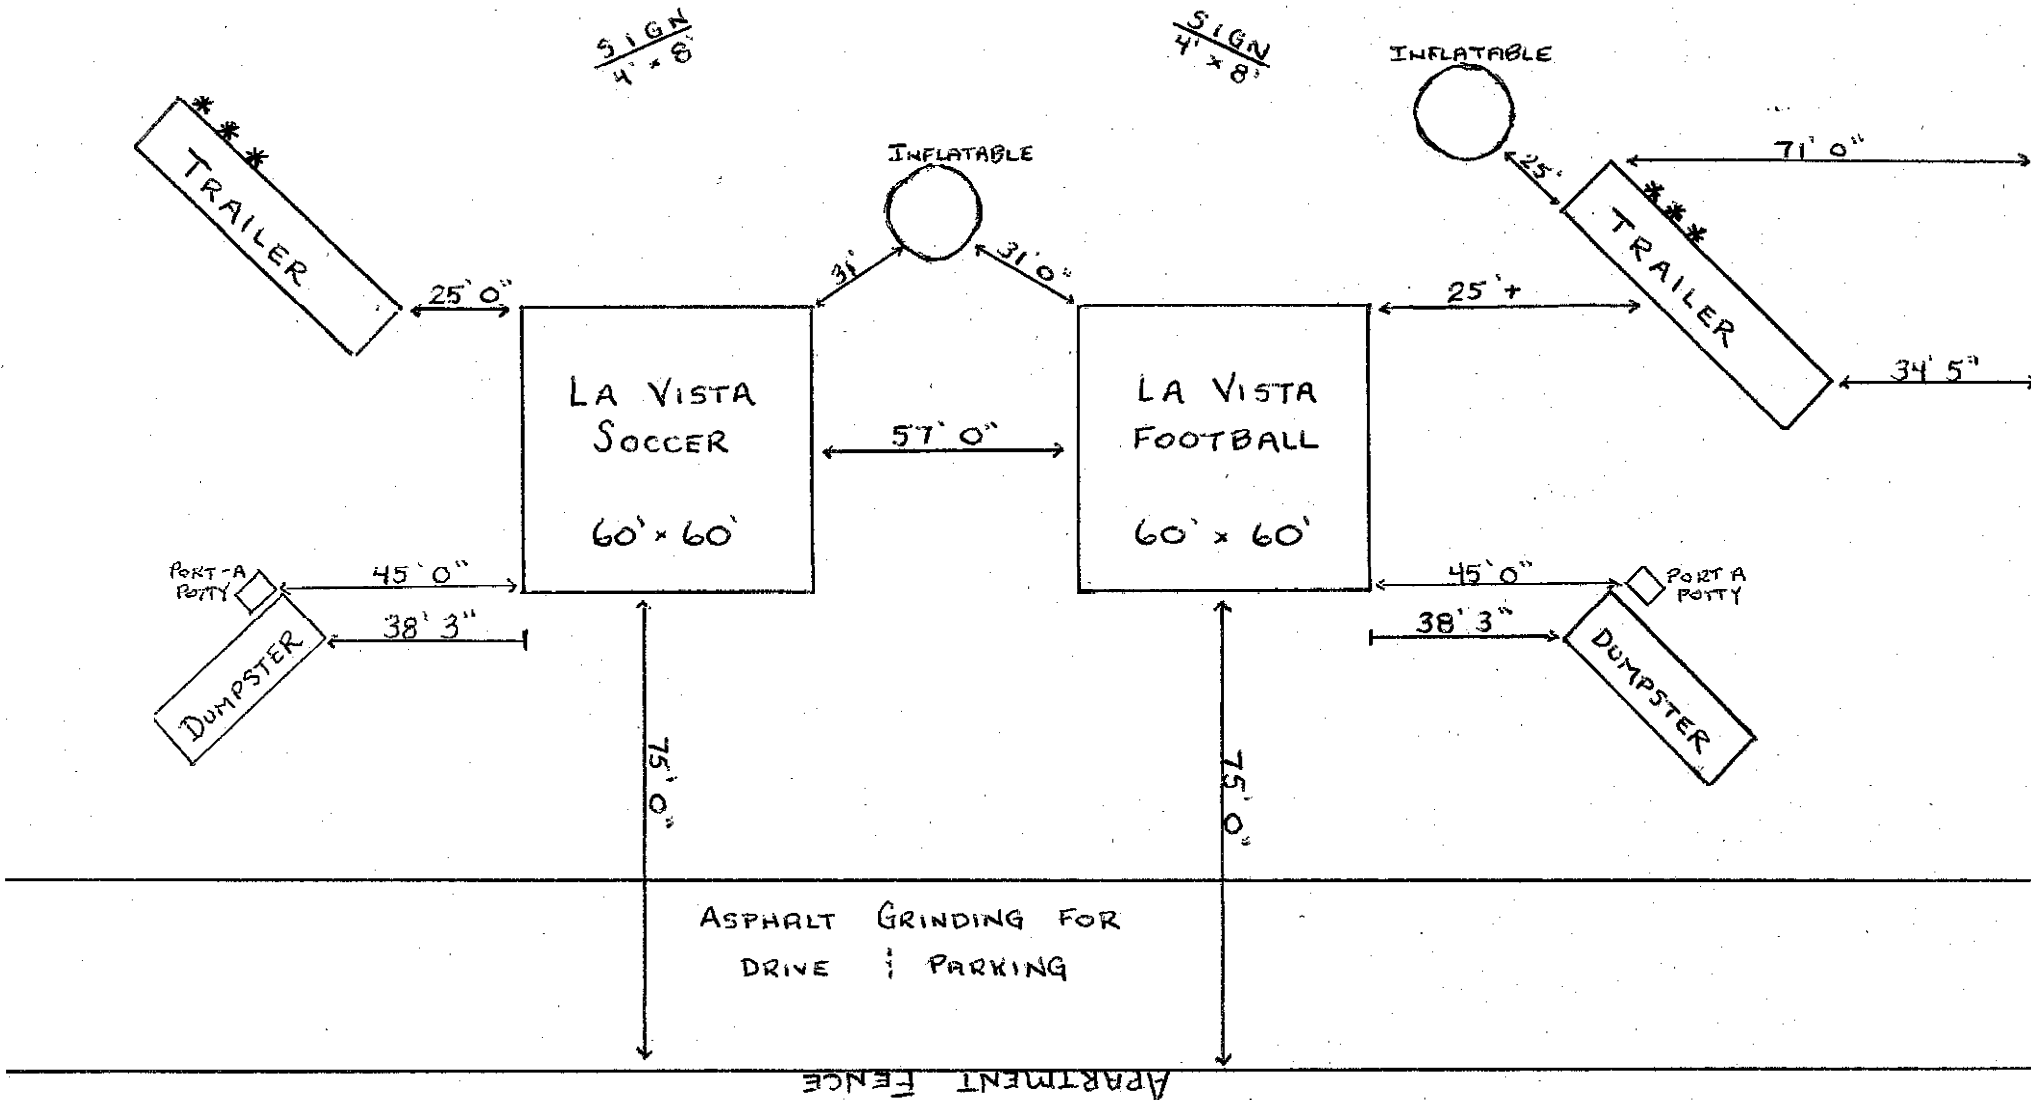 SIGN
4' × 8'
SIGN
4' × 8'
INFLATABLE
INFLATABLE
71' 0"
25'
* * *
TRAILER
* * *
TRAILER
31'
31' 0"
25' 0"
25' +
34' 5"
LA VISTA
SOCCER
60' × 60'
57' 0"
LA VISTA
FOOTBALL
60' × 60'
PORT-A
POTTY
45' 0"
45' 0"
PORT A
POTTY
38' 3"
38' 3"
DUMPSTER
DUMPSTER
75' 0"
75' 0"
ASPHALT GRINDING FOR
DRIVE & PARKING
APARTMENT FENCE